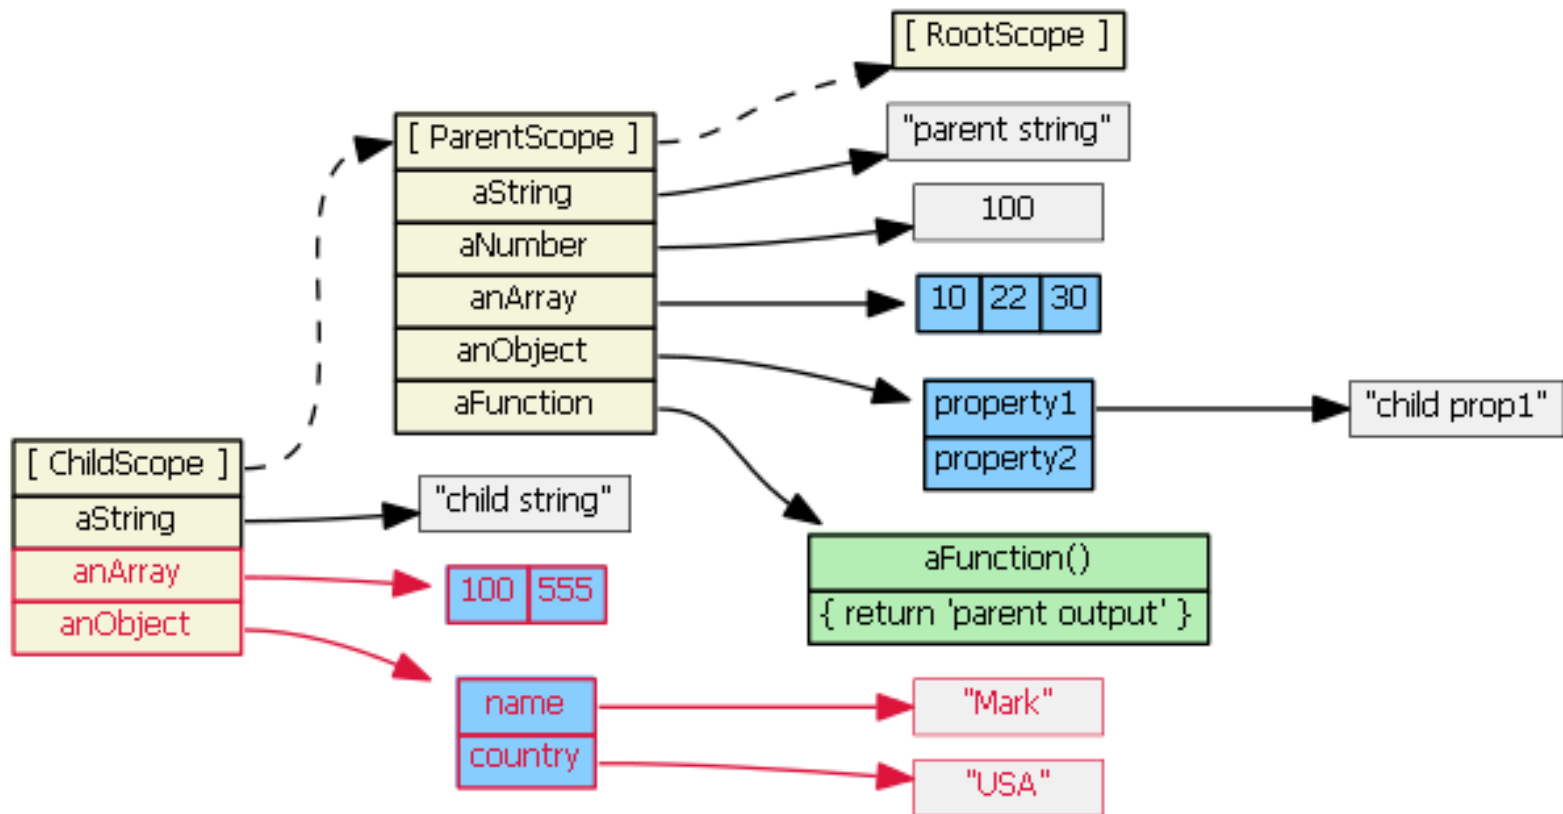 [ RootScope ]
[ ParentScope ]
"parent string"
aString
100
aNumber
anArray
10 22 30
anObject
property1
"child prop1"
aFunction
property2
[ ChildScope ]
"child string"
aString
aFunction()
anArray
100 555
{ return 'parent output' }
anObject
name
"Mark"
country
"USA"